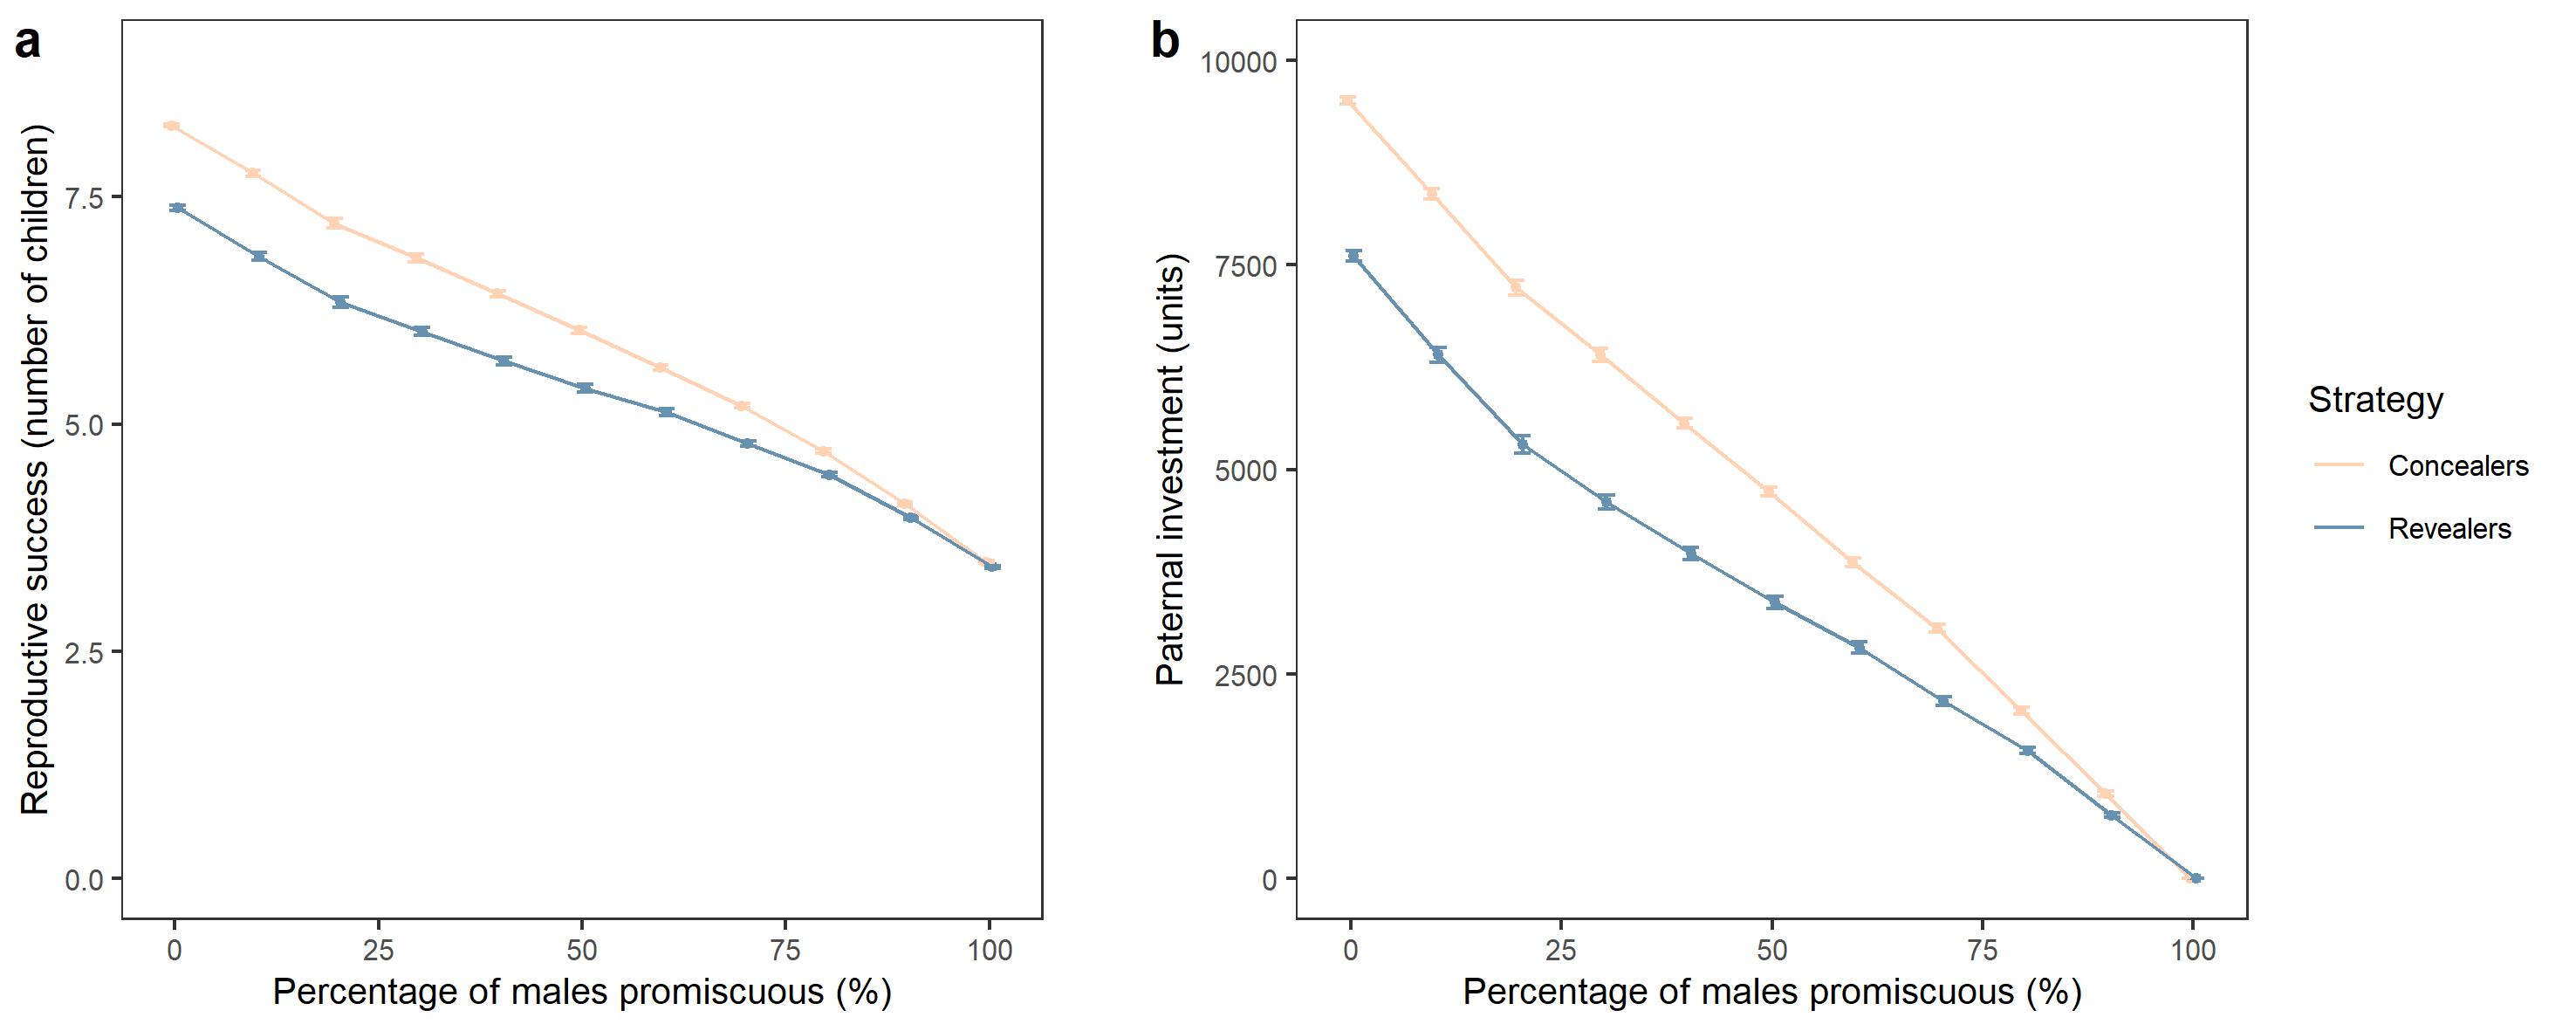 a
Reproductive success (number of children)
7.5
5.0
2.5
0.0
0 25 50 75 100
Percentage of males promiscuous (%)
b
Paternal investment (units)
10000
7500
5000
2500
0
0 25 50 75 100
Percentage of males promiscuous (%)
Strategy
Concealers
Revealers